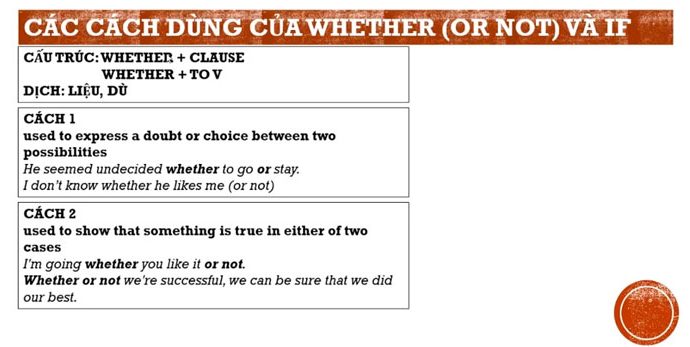 CÁC CÁCH DÙNG CỦA WHETHER (OR NOT) VÀ IF
CẤU TRÚC: WHETHER + CLAUSE
WHETHER + TO V
DỊCH: LIỆU, DÙ
CÁCH 1
used to express a doubt or choice between two
possibilities
He seemed undecided whether to go or stay.
I don't know whether he likes me (or not)
CÁCH 2
used to show that something is true in either of two
cases
I'm going whether you like it or not.
Whether or not we're successful, we can be sure that we did
our best.